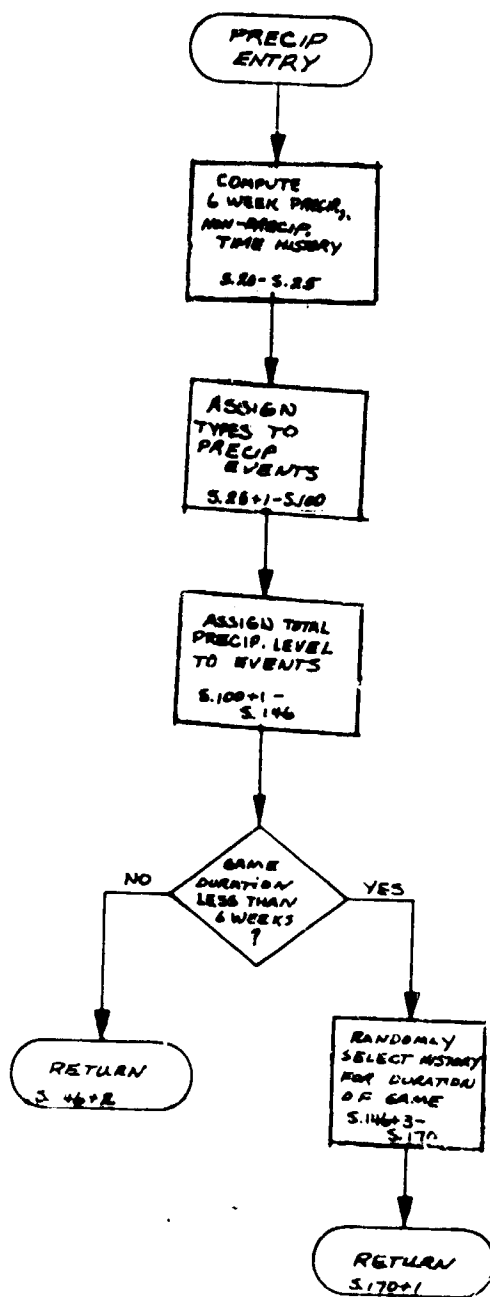 PRECIP
ENTRY
COMPUTE
6 WEEK PRECIP,
NON-PRECIP,
TIME HISTORY
S.20 - S.25
ASSIGN
TYPES TO
PRECIP
EVENTS
S.25+1-S.100
ASSIGN TOTAL
PRECIP. LEVEL
TO EVENTS
S.100+1 -
S.146
GAME
DURATION
LESS THAN
6 WEEKS
?
NO
YES
RETURN
S. 46+2
RANDOMLY
SELECT HISTORY
FOR DURATION
OF GAME
S.146+3-
S.170
RETURN
S.170+1